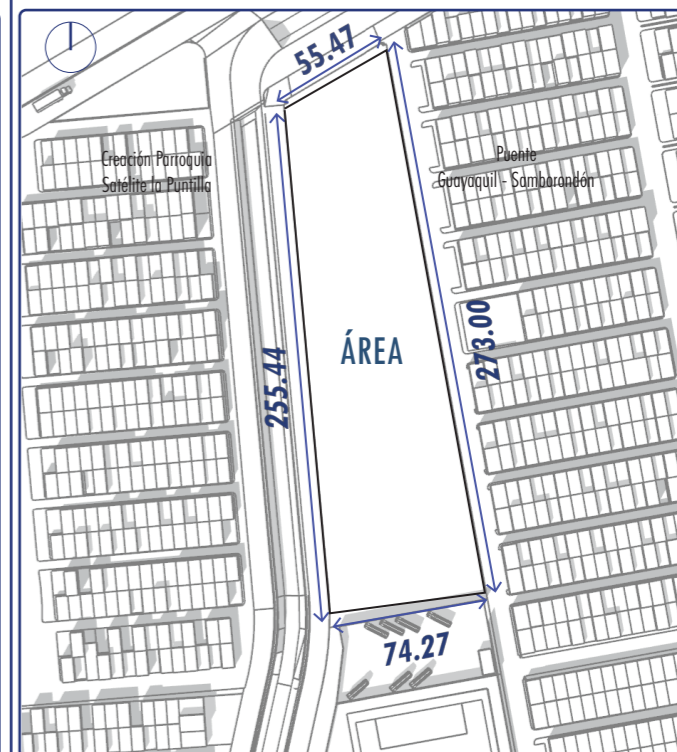 55.47
Creación Parroquia
Satélite la Puntilla
Puente
Guayaquil - Samborondón
ÁREA
273.00
255.44
74.27